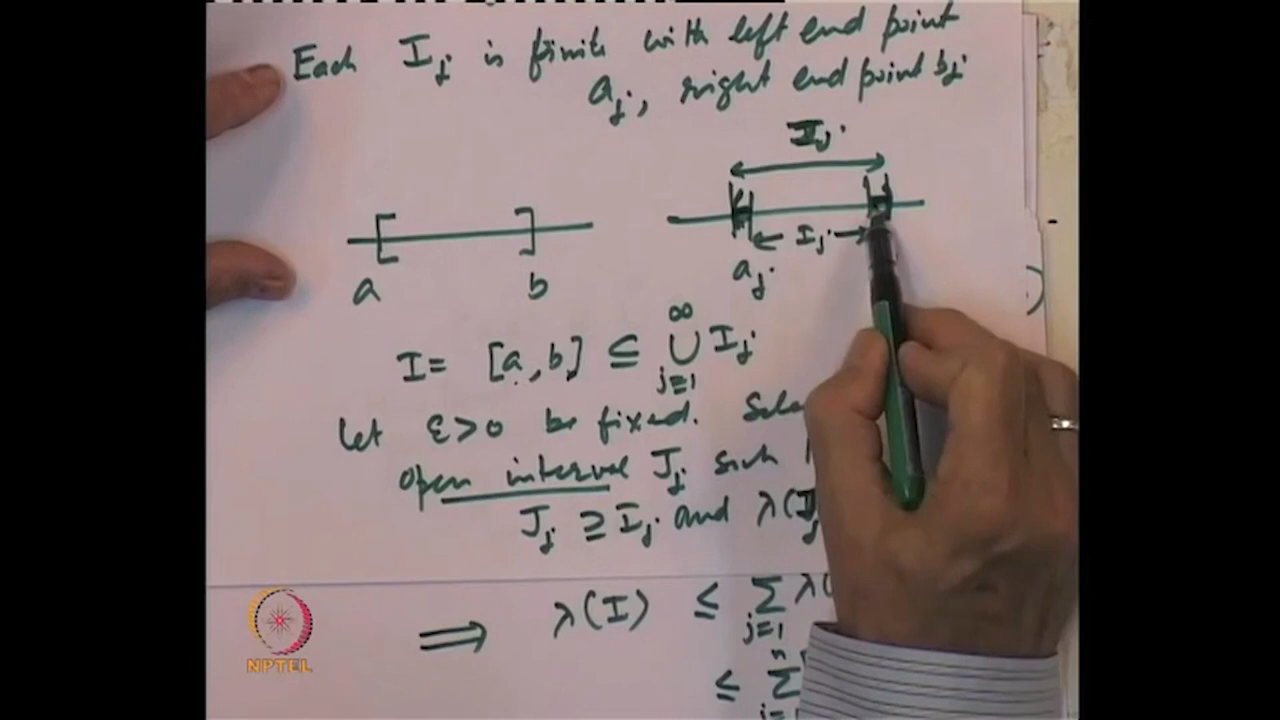 Each I_j is finite with left end point
a_j, right end point b_j
I_j
I_j
a_j
a b
I = [a, b] ⊆ ∞ ∪ j=1 I_j
Let ε>0 be fixed.
open interval J_j such
J_j ⊇ I_j and λ(
⟹ λ(I) ≤ Σ j=1 λ(
≤ n Σ
NPTEL